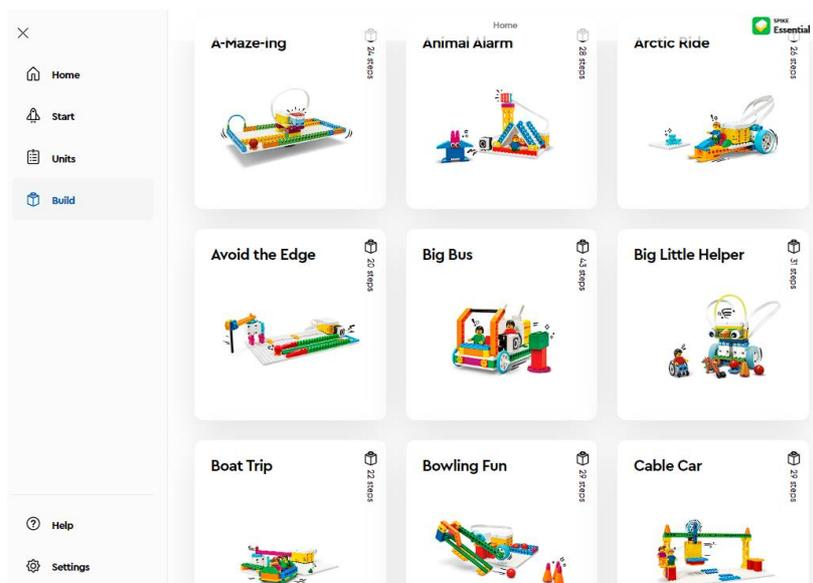 Home
SPIKE
Essential
Home
Start
Units
Build
Help
Settings
A-Maze-ing
24 steps
Animal Alarm
28 steps
Arctic Ride
26 steps
Avoid the Edge
20 steps
Big Bus
43 steps
Big Little Helper
31 steps
Boat Trip
22 steps
Bowling Fun
29 steps
Cable Car
29 steps